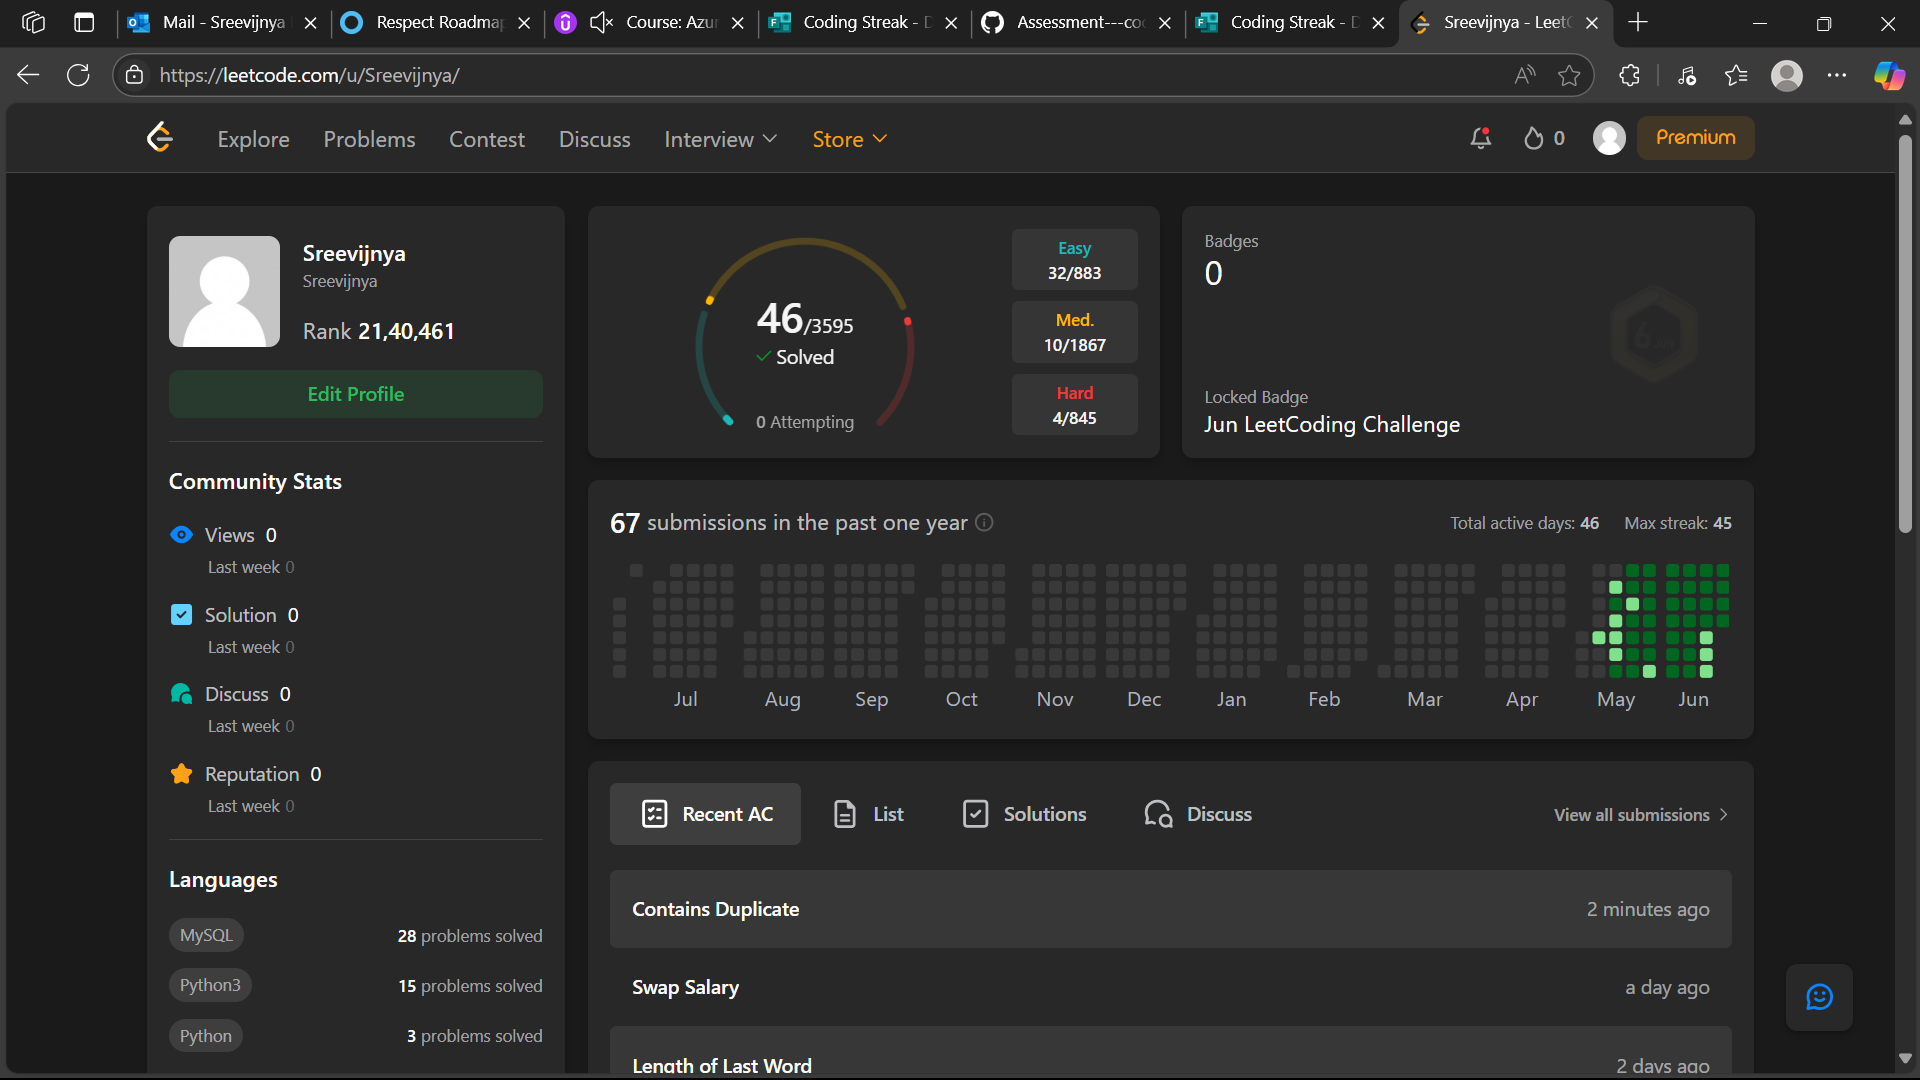 Mail - Sreevijnya
Respect Roadmap
Course: Azur
Coding Streak - D
Assessment---co
Coding Streak - D
Sreevijnya - LeetC
https://leetcode.com/u/Sreevijnya/
Explore
Problems
Contest
Discuss
Interview
Store
0
Premium
Sreevijnya
Sreevijnya
Rank 21,40,461
Edit Profile
Community Stats
Views 0
Last week 0
Solution 0
Last week 0
Discuss 0
Last week 0
Reputation 0
Last week 0
Languages
MySQL
28 problems solved
Python3
15 problems solved
Python
3 problems solved
46/3595
Solved
0 Attempting
Easy
32/883
Med.
10/1867
Hard
4/845
Badges
0
Locked Badge
Jun LeetCoding Challenge
67 submissions in the past one year
Total active days: 46
Max streak: 45
Jul
Aug
Sep
Oct
Nov
Dec
Jan
Feb
Mar
Apr
May
Jun
Recent AC
List
Solutions
Discuss
View all submissions
Contains Duplicate
2 minutes ago
Swap Salary
a day ago
Length of Last Word
2 days ago